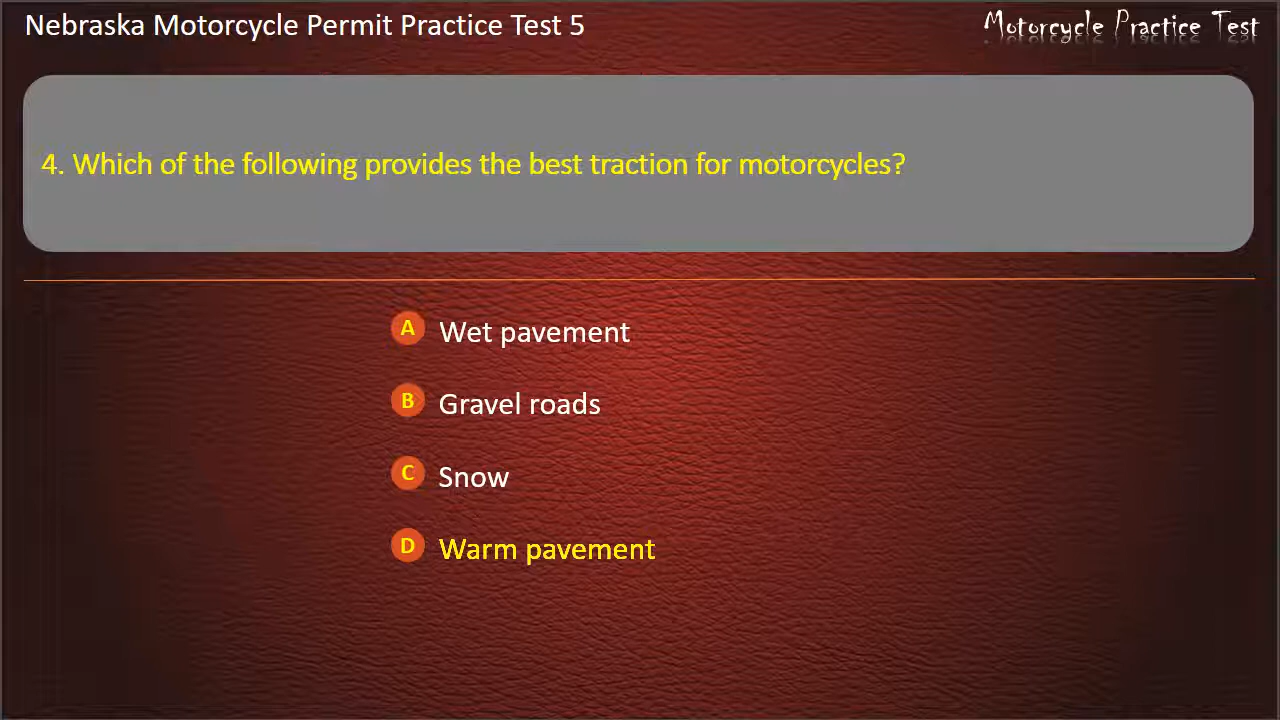 Nebraska Motorcycle Permit Practice Test 5
Motorcycle Practice Test
4. Which of the following provides the best traction for motorcycles?
A Wet pavement
B Gravel roads
C Snow
D Warm pavement